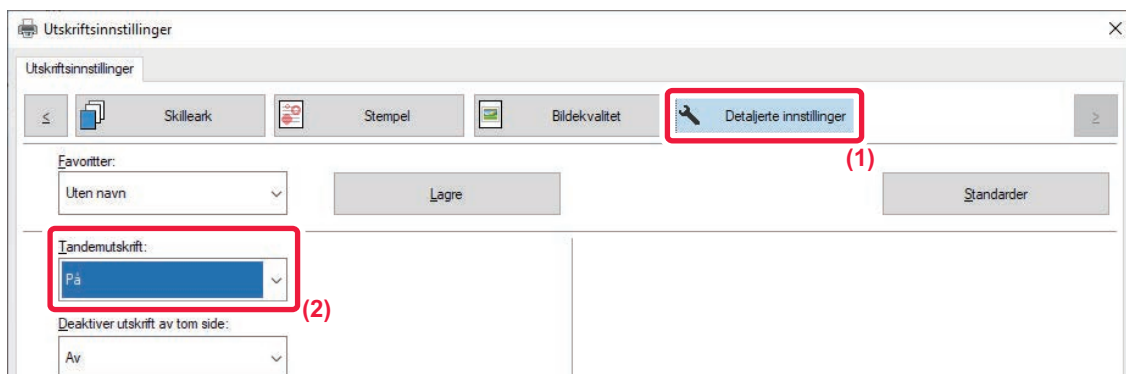 Utskriftsinnstillinger
Utskriftsinnstillinger
< Skilleark Stempel Bildekvalitet Detaljerte innstillinger >
(1)
Favoritter:
Uten navn Lagre Standarder
Tandemutskrift:
På
(2)
Deaktiver utskrift av tom side:
Av